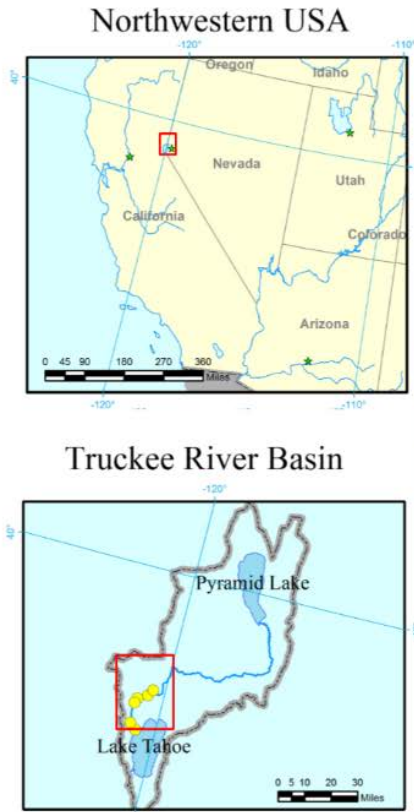 Northwestern USA
-120°
-110°
40°
Oregon
Idaho
Nevada
Utah
California
Colorado
Arizona
0 45 90 180 270 360
Miles
-120°
-110°
Truckee River Basin
-120°
40°
Pyramid Lake
Lake Tahoe
0 5 10 20 30
Miles